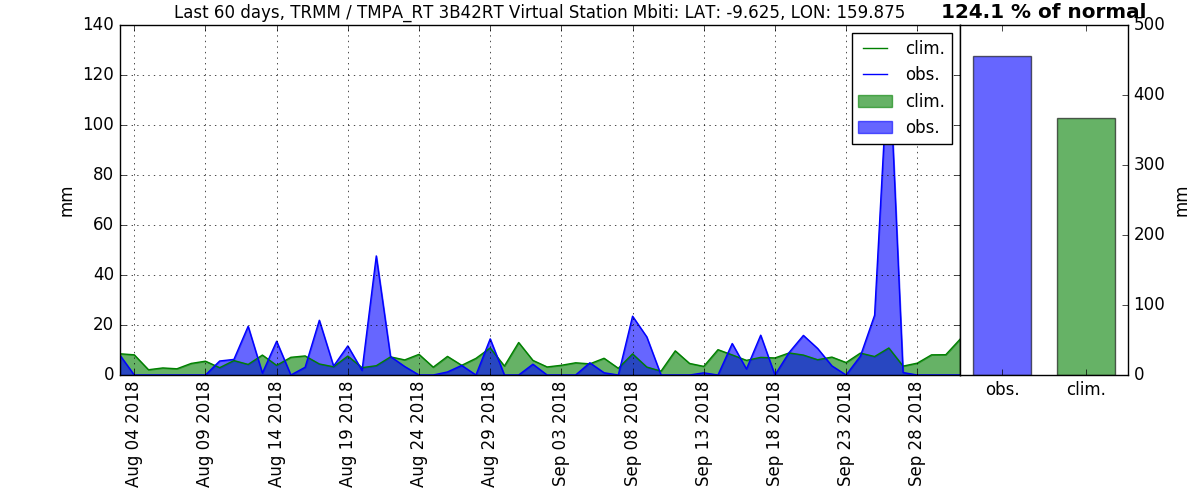 Last 60 days, TRMM / TMPA_RT 3B42RT Virtual Station Mbiti: LAT: -9.625, LON: 159.875
124.1 % of normal
140
120
100
80
60
40
20
0
mm
clim.
obs.
clim.
obs.
500
400
300
200
100
0
mm
obs.
clim.
Aug 04 2018
Aug 09 2018
Aug 14 2018
Aug 19 2018
Aug 24 2018
Aug 29 2018
Sep 03 2018
Sep 08 2018
Sep 13 2018
Sep 18 2018
Sep 23 2018
Sep 28 2018